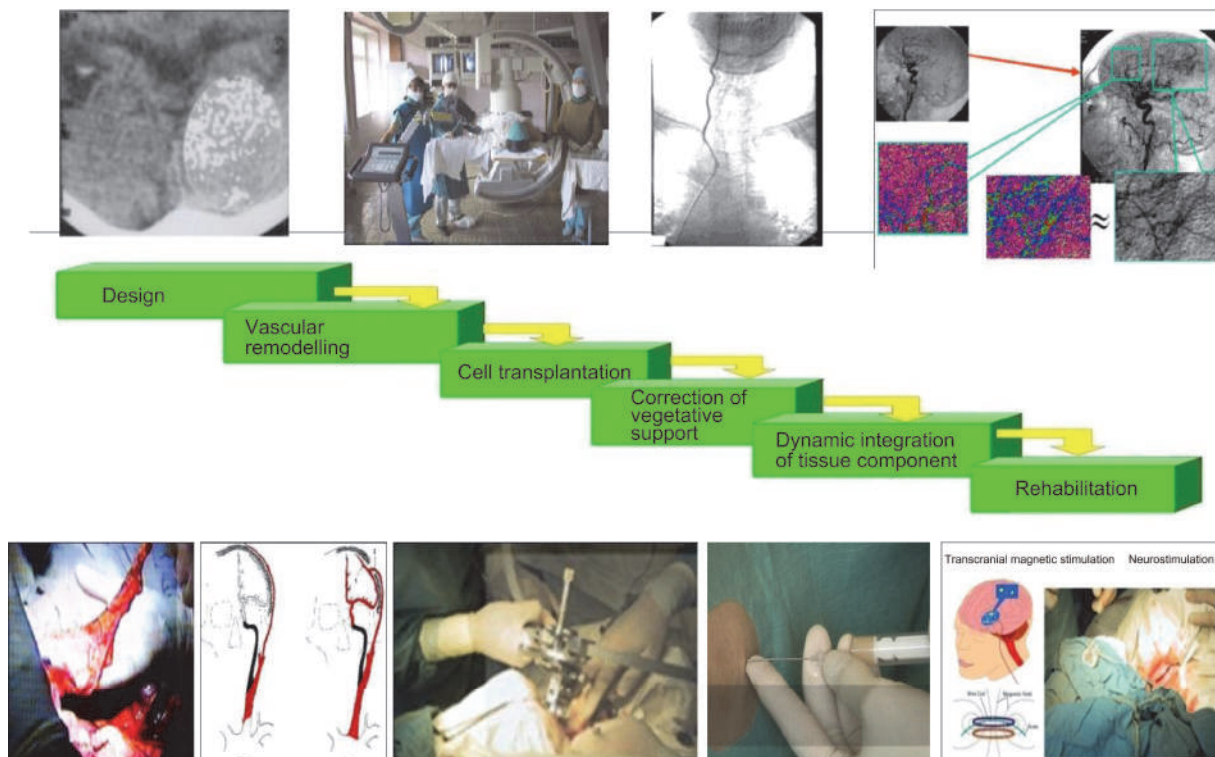 Design
Vascular
remodelling
Cell transplantation
Correction of
vegetative
support
Dynamic integration
of tissue component
Rehabilitation
Transcranial magnetic stimulation
Neurostimulation